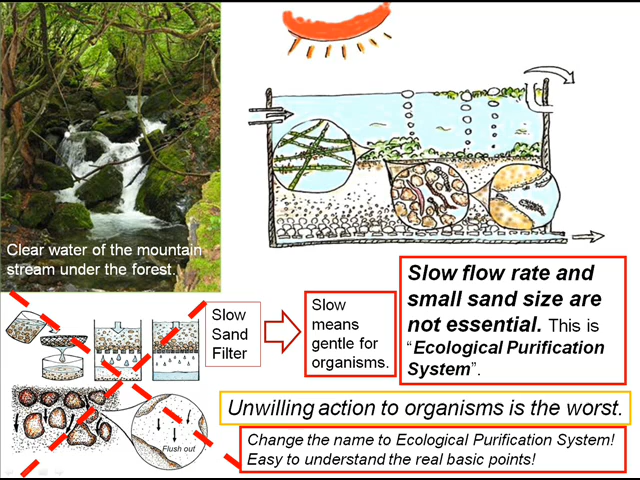 Clear water of the mountain
stream under the forest.
Slow
Sand
Filter
Slow
means
gentle for
organisms.
Slow flow rate and
small sand size are
not essential. This is
“Ecological Purification
System”.
Unwilling action to organisms is the worst.
Flush out
Change the name to Ecological Purification System!
Easy to understand the real basic points!